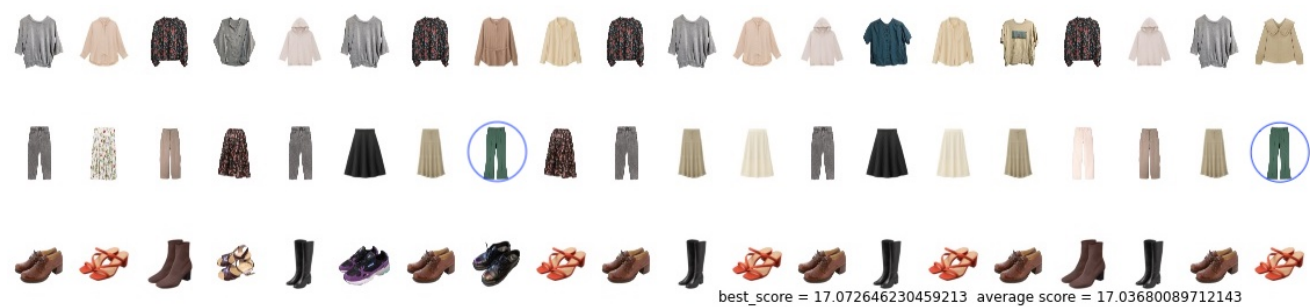 best_score = 17.072646230459213  average score = 17.03680089712143